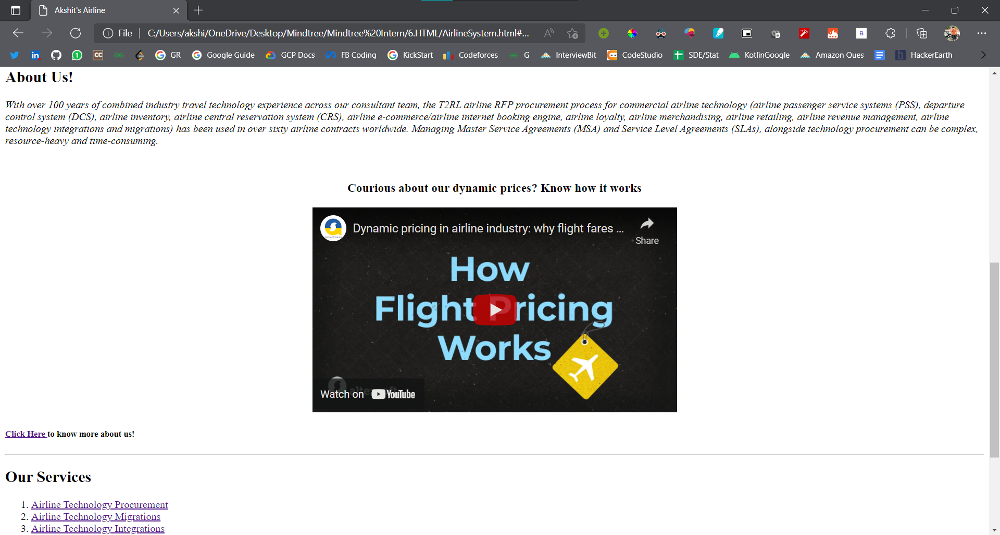 Akshit's Airline
File
C:/Users/akshi/OneDrive/Desktop/Mindtree/Mindtree%20Intern/6.HTML/AirlineSystem.html#...
GR
Google Guide
GCP Docs
FB Coding
KickStart
Codeforces
G
InterviewBit
CodeStudio
SDE/Stat
KotlinGoogle
Amazon Ques
HackerEarth
About Us!
With over 100 years of combined industry travel technology experience across our consultant team, the T2RL airline RFP procurement process for commercial airline technology (airline passenger service systems (PSS), departure
control system (DCS), airline inventory, airline central reservation system (CRS), airline e-commerce/airline internet booking engine, airline loyalty, airline merchandising, airline retailing, airline revenue management, airline
technology integrations and migrations) has been used in over sixty airline contracts worldwide. Managing Master Service Agreements (MSA) and Service Level Agreements (SLAs), alongside technology procurement can be complex,
resource-heavy and time-consuming.
Courious about our dynamic prices? Know how it works
Dynamic pricing in airline industry: why flight fares ...
Share
How
Flight Pricing
Works
Watch on YouTube
Click Here to know more about us!
Our Services
1. Airline Technology Procurement
2. Airline Technology Migrations
3. Airline Technology Integrations